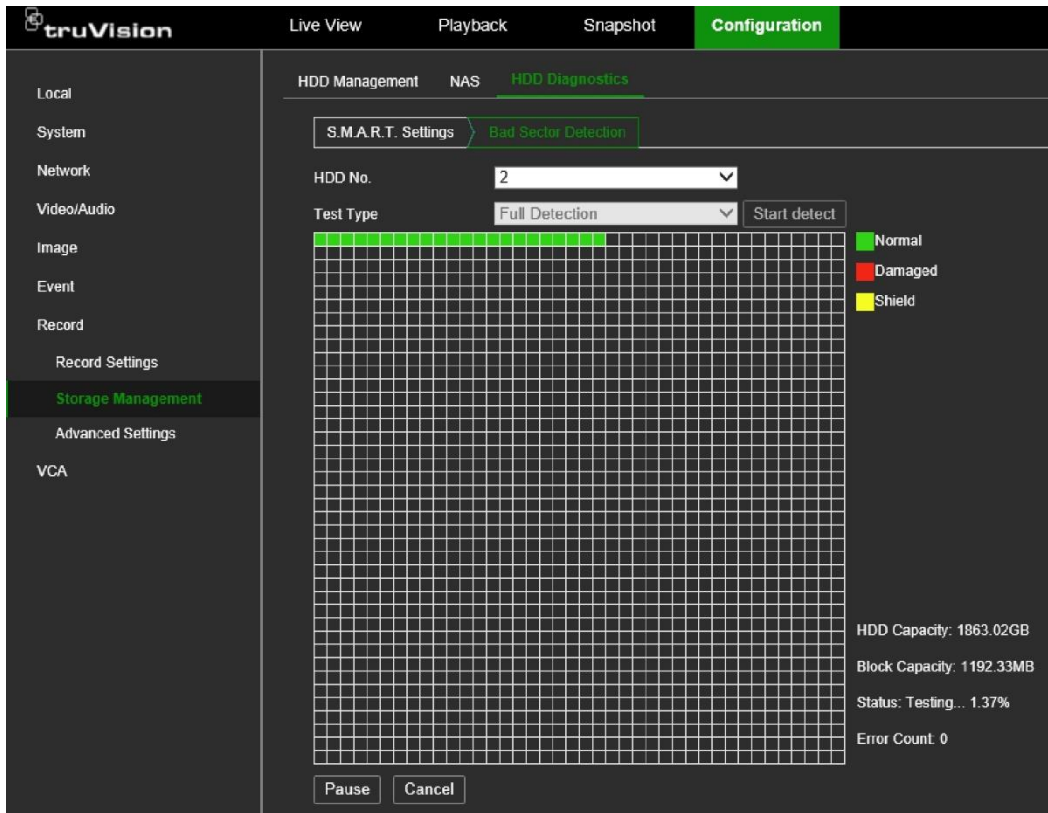 truVision
Live View Playback Snapshot Configuration
HDD Management NAS HDD Diagnostics
Local
System
Network
Video/Audio
Image
Event
Record
Record Settings
Storage Management
Advanced Settings
VCA
S.M.A.R.T. Settings Bad Sector Detection
HDD No. 2
Test Type Full Detection Start detect
Normal
Damaged
Shield
HDD Capacity: 1863.02GB
Block Capacity: 1192.33MB
Status: Testing... 1.37%
Error Count: 0
Pause Cancel